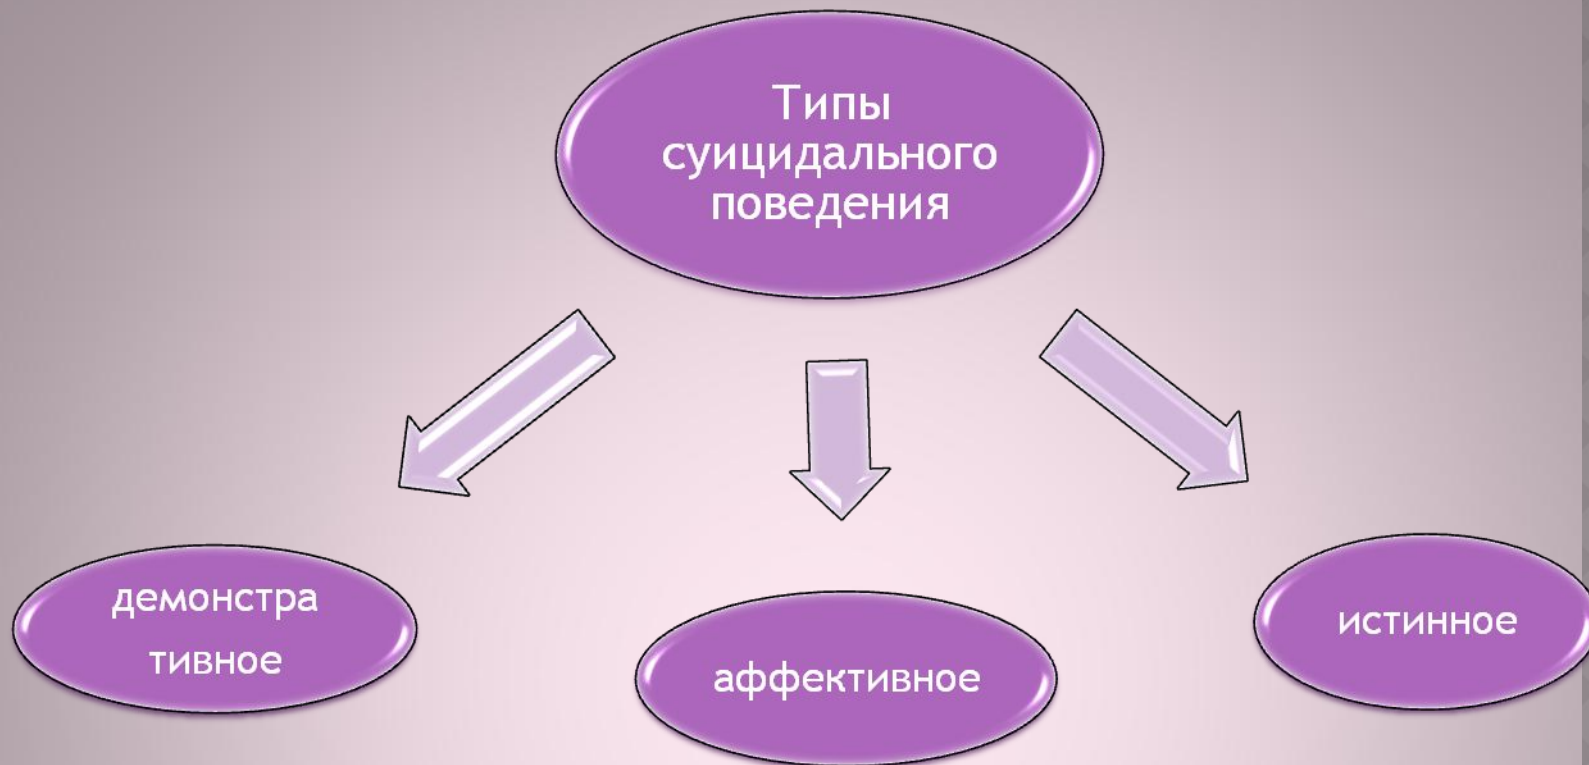 Типы
суицидального
поведения
демонстра
тивное
аффективное
истинное